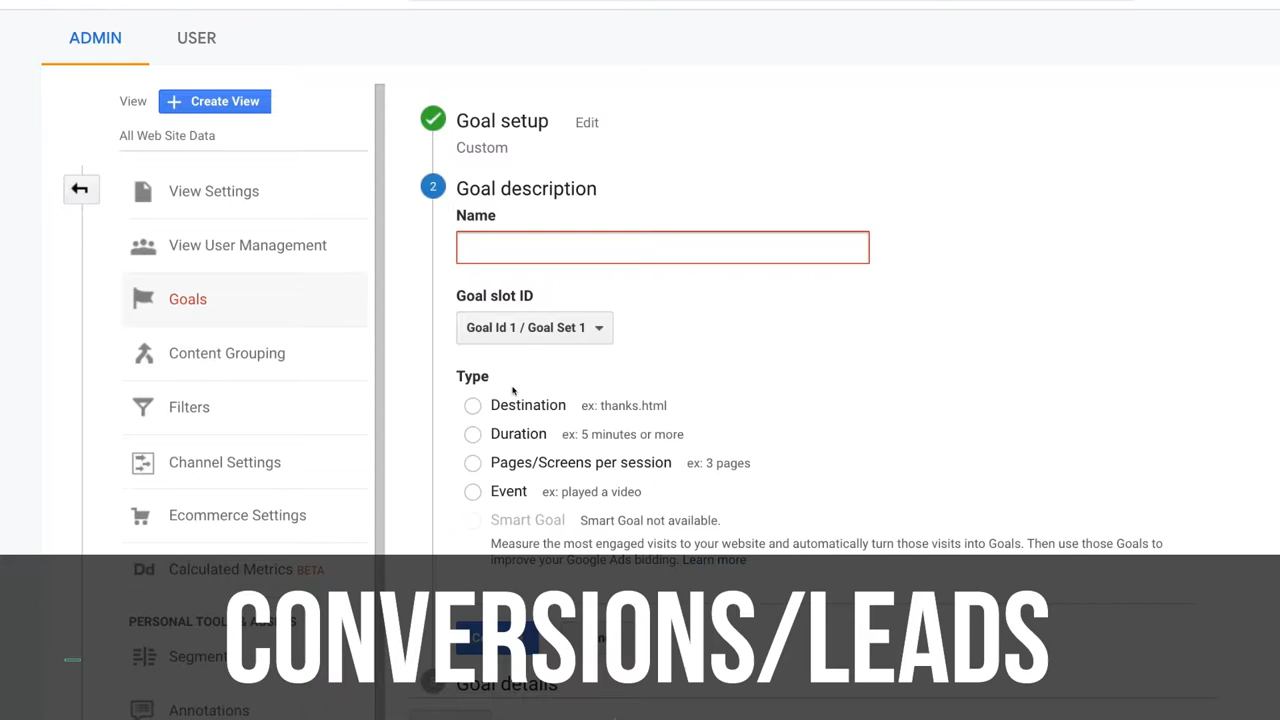 ADMIN
USER
View
Create View
All Web Site Data
View Settings
View User Management
Goals
Content Grouping
Filters
Channel Settings
Ecommerce Settings
Calculated Metrics BETA
PERSONAL
Segment
Annotations
Goal setup
Edit
Custom
2
Goal description
Name
Goal slot ID
Goal Id 1 / Goal Set 1
Type
Destination ex: thanks.html
Duration ex: 5 minutes or more
Pages/Screens per session ex: 3 pages
Event ex: played a video
Smart Goal Smart Goal not available.
Measure the most engaged visits to your website and automatically turn those visits into Goals. Then use those Goals to
improve your Google Ads bidding. Learn more
Goal details
CONVERSIONS/LEADS